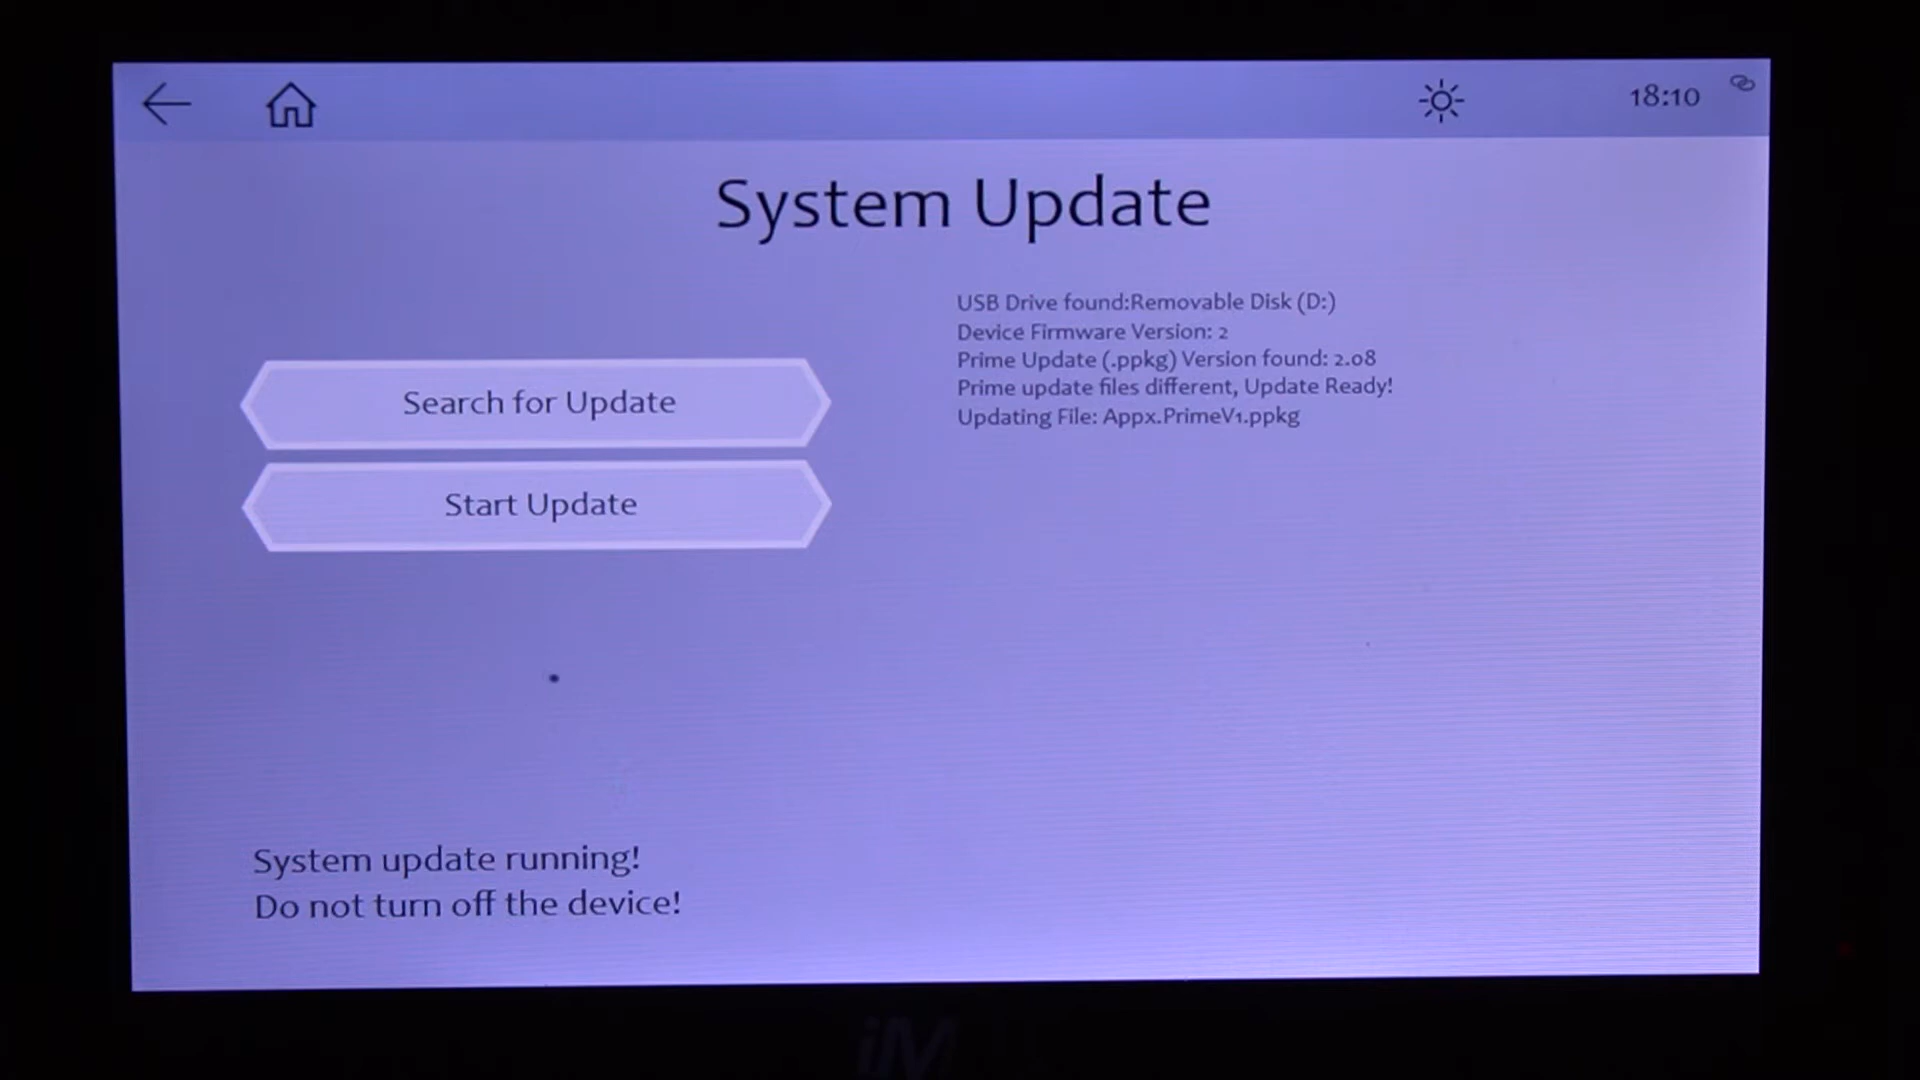 18:10
System Update
USB Drive found:Removable Disk (D:)
Device Firmware Version: 2
Prime Update (.ppkg) Version found: 2.08
Prime update files different, Update Ready!
Updating File: Appx.PrimeV1.ppkg
Search for Update
Start Update
System update running!
Do not turn off the device!